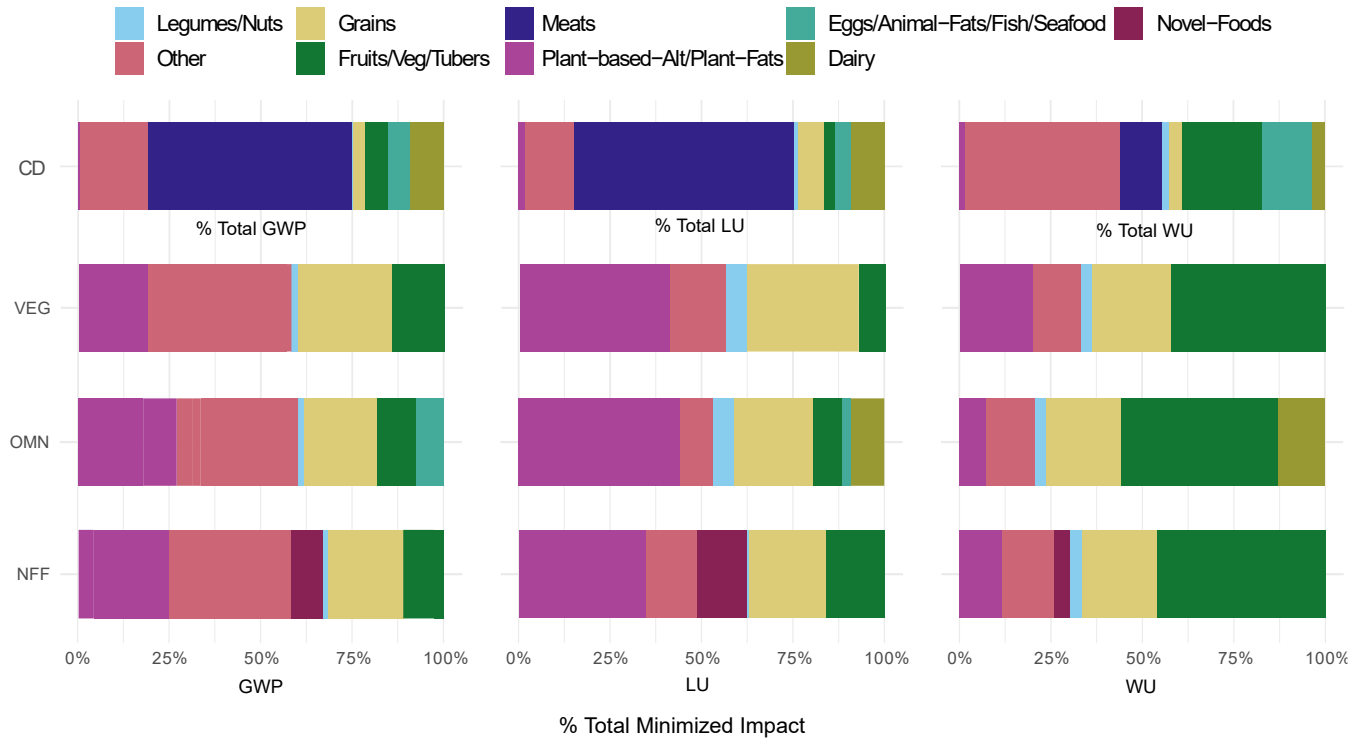 Legumes/Nuts Grains Meats Eggs/Animal−Fats/Fish/Seafood Novel−Foods
Other Fruits/Veg/Tubers Plant−based−Alt/Plant−Fats Dairy
CD
% Total GWP % Total LU % Total WU
VEG
OMN
NFF
0% 25% 50% 75% 100% 0% 25% 50% 75% 100% 0% 25% 50% 75% 100%
GWP LU WU
% Total Minimized Impact